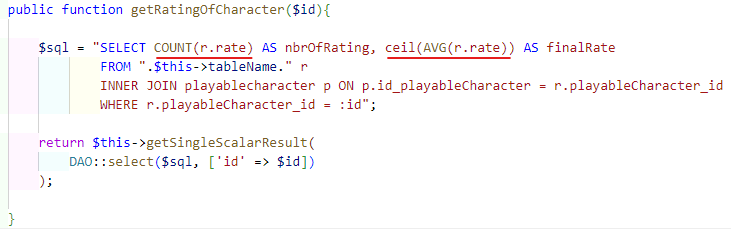 public function getRatingOfCharacter($id){
$sql = "SELECT COUNT(r.rate) AS nbrOfRating, ceil(AVG(r.rate)) AS finalRate
FROM ".$this->tableName." r
INNER JOIN playablecharacter p ON p.id_playableCharacter = r.playableCharacter_id
WHERE r.playableCharacter_id = :id";
return $this->getSingleScalarResult(
DAO::select($sql, ['id' => $id])
);
}